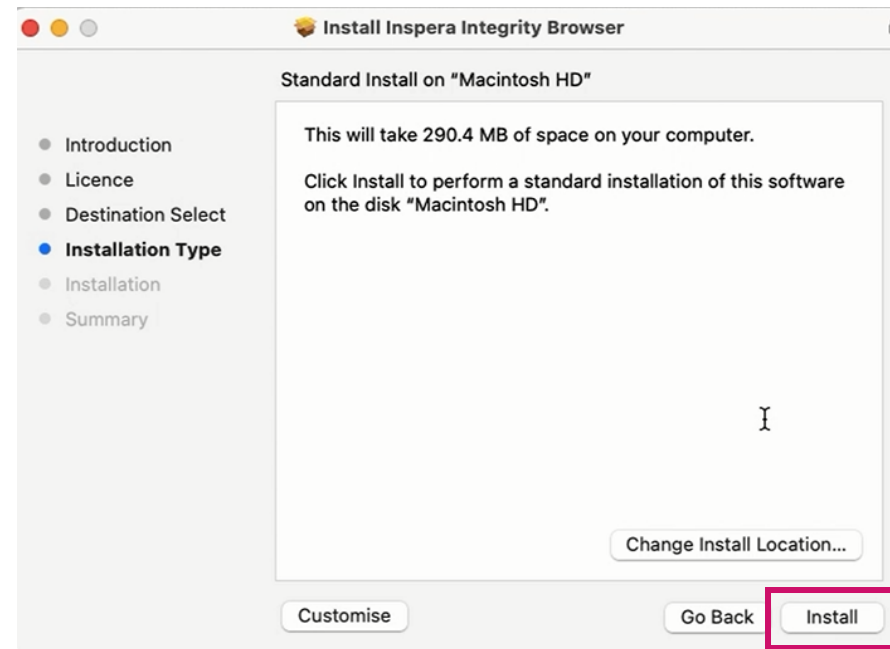 Install Inspera Integrity Browser
Standard Install on “Macintosh HD”
Introduction
Licence
Destination Select
Installation Type
Installation
Summary
This will take 290.4 MB of space on your computer.
Click Install to perform a standard installation of this software
on the disk “Macintosh HD”.
Change Install Location...
Customise
Go Back
Install